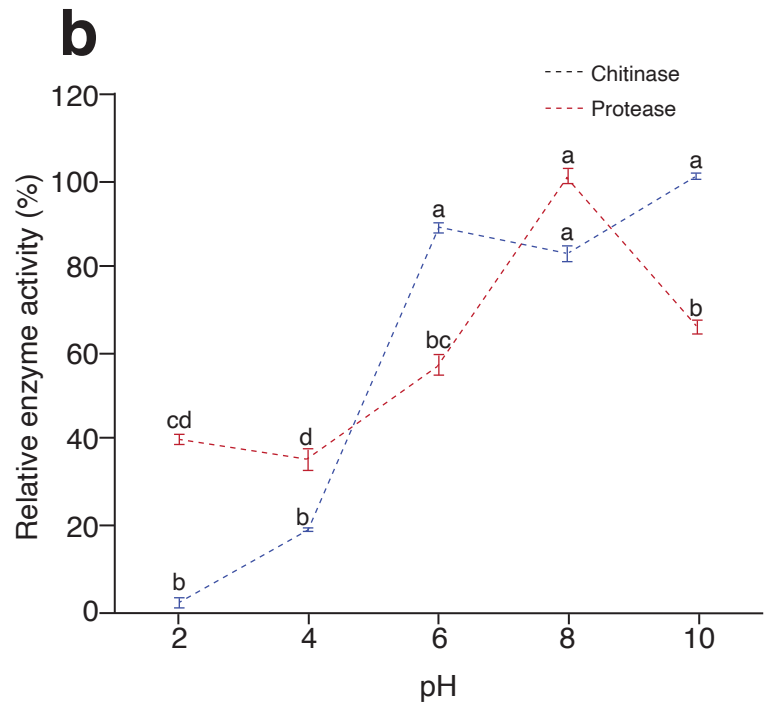 b
Chitinase
Protease
120
100
80
60
40
20
0
Relative enzyme activity (%)
a
a
a
a
b
bc
cd
d
b
b
2 4 6 8 10
pH